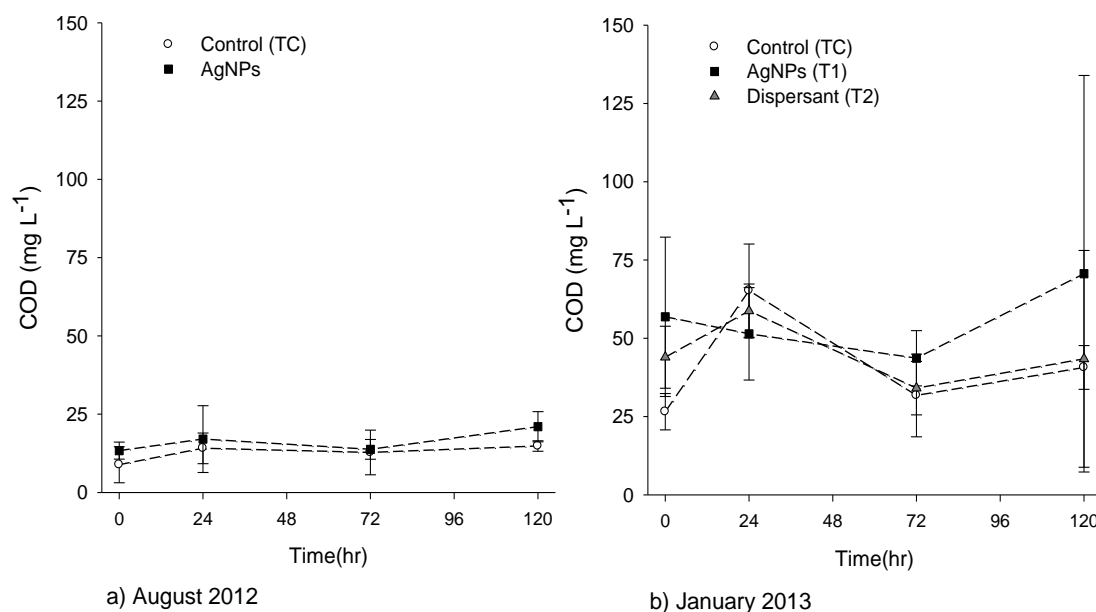 150
125
100
75
50
25
0
COD (mg L-1)
Control (TC)
AgNPs
0 24 48 72 96 120
Time(hr)
a) August 2012
150
125
100
75
50
25
0
COD (mg L-1)
Control (TC)
AgNPs (T1)
Dispersant (T2)
0 24 48 72 96 120
Time(hr)
b) January 2013